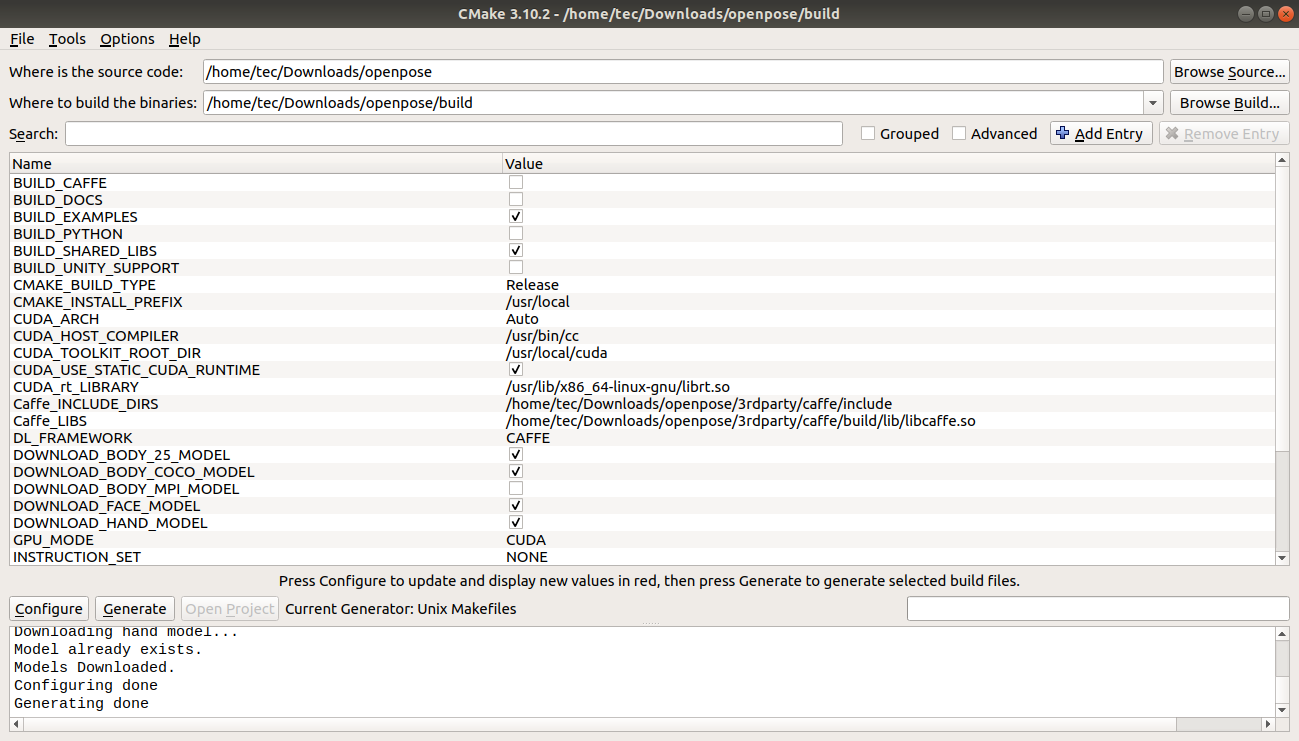 CMake 3.10.2 - /home/tec/Downloads/openpose/build
File Tools Options Help
Where is the source code: /home/tec/Downloads/openpose Browse Source...
Where to build the binaries: /home/tec/Downloads/openpose/build Browse Build...
Search: Grouped Advanced Add Entry Remove Entry
Name Value
BUILD_CAFFE
BUILD_DOCS
BUILD_EXAMPLES
BUILD_PYTHON
BUILD_SHARED_LIBS
BUILD_UNITY_SUPPORT
CMAKE_BUILD_TYPE Release
CMAKE_INSTALL_PREFIX /usr/local
CUDA_ARCH Auto
CUDA_HOST_COMPILER /usr/bin/cc
CUDA_TOOLKIT_ROOT_DIR /usr/local/cuda
CUDA_USE_STATIC_CUDA_RUNTIME
CUDA_rt_LIBRARY /usr/lib/x86_64-linux-gnu/librt.so
Caffe_INCLUDE_DIRS /home/tec/Downloads/openpose/3rdparty/caffe/include
Caffe_LIBS /home/tec/Downloads/openpose/3rdparty/caffe/build/lib/libcaffe.so
DL_FRAMEWORK CAFFE
DOWNLOAD_BODY_25_MODEL
DOWNLOAD_BODY_COCO_MODEL
DOWNLOAD_BODY_MPI_MODEL
DOWNLOAD_FACE_MODEL
DOWNLOAD_HAND_MODEL
GPU_MODE CUDA
INSTRUCTION_SET NONE
Press Configure to update and display new values in red, then press Generate to generate selected build files.
Configure Generate Open Project Current Generator: Unix Makefiles
Downloading hand model...
Model already exists.
Models Downloaded.
Configuring done
Generating done